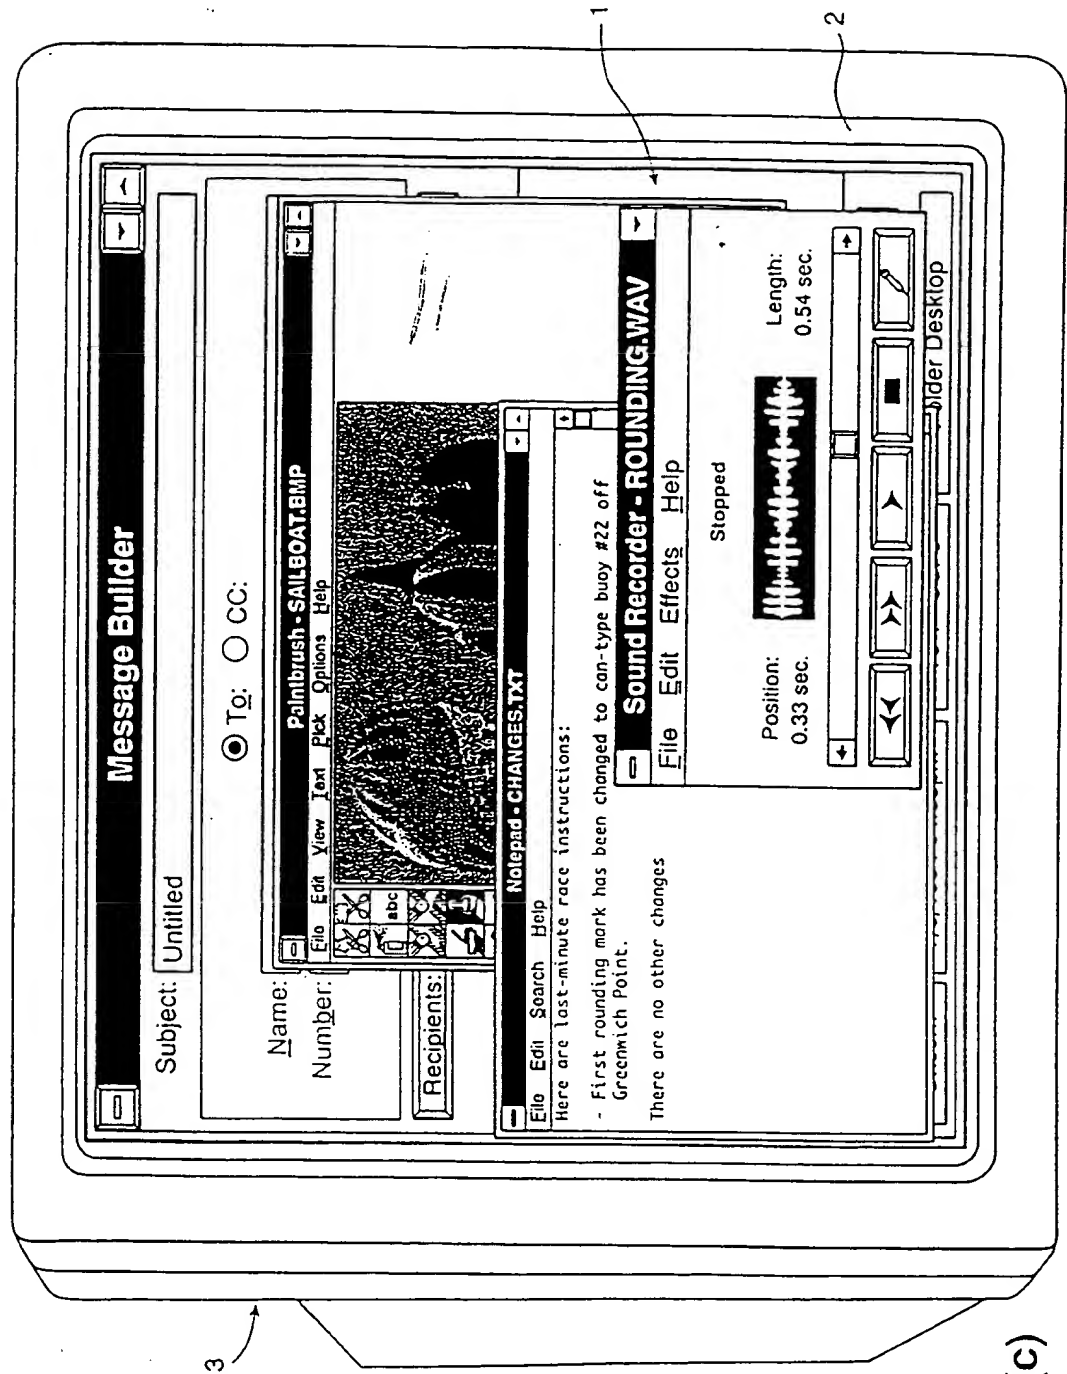 Message Builder
Subject: Untitled
To: CC:
Name:
Number:
Recipients:
Paintbrush - SAILBOAT.BMP
File Edit View Text Pick Options Help
abc
Notepad - CHANGES.TXT
File Edit Search Help
Here are last-minute race instructions:
- First rounding mark has been changed to can-type buoy #22 off
Greenwich Point.
There are no other changes
Sound Recorder - ROUNDING.WAV
File Edit Effects Help
Stopped
Position: Length:
0.33 sec. 0.54 sec.
Desktop
1
2
3
c)